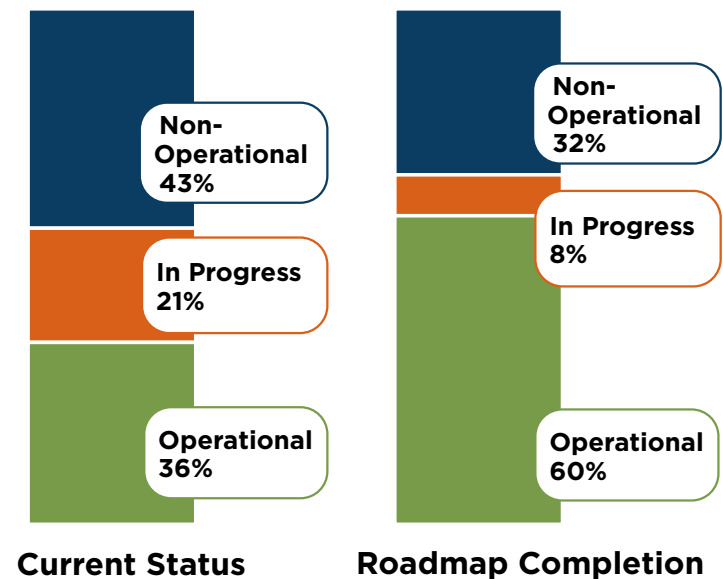 Non-
Operational
43%
In Progress
21%
Operational
36%
Current Status
Non-
Operational
32%
In Progress
8%
Operational
60%
Roadmap Completion